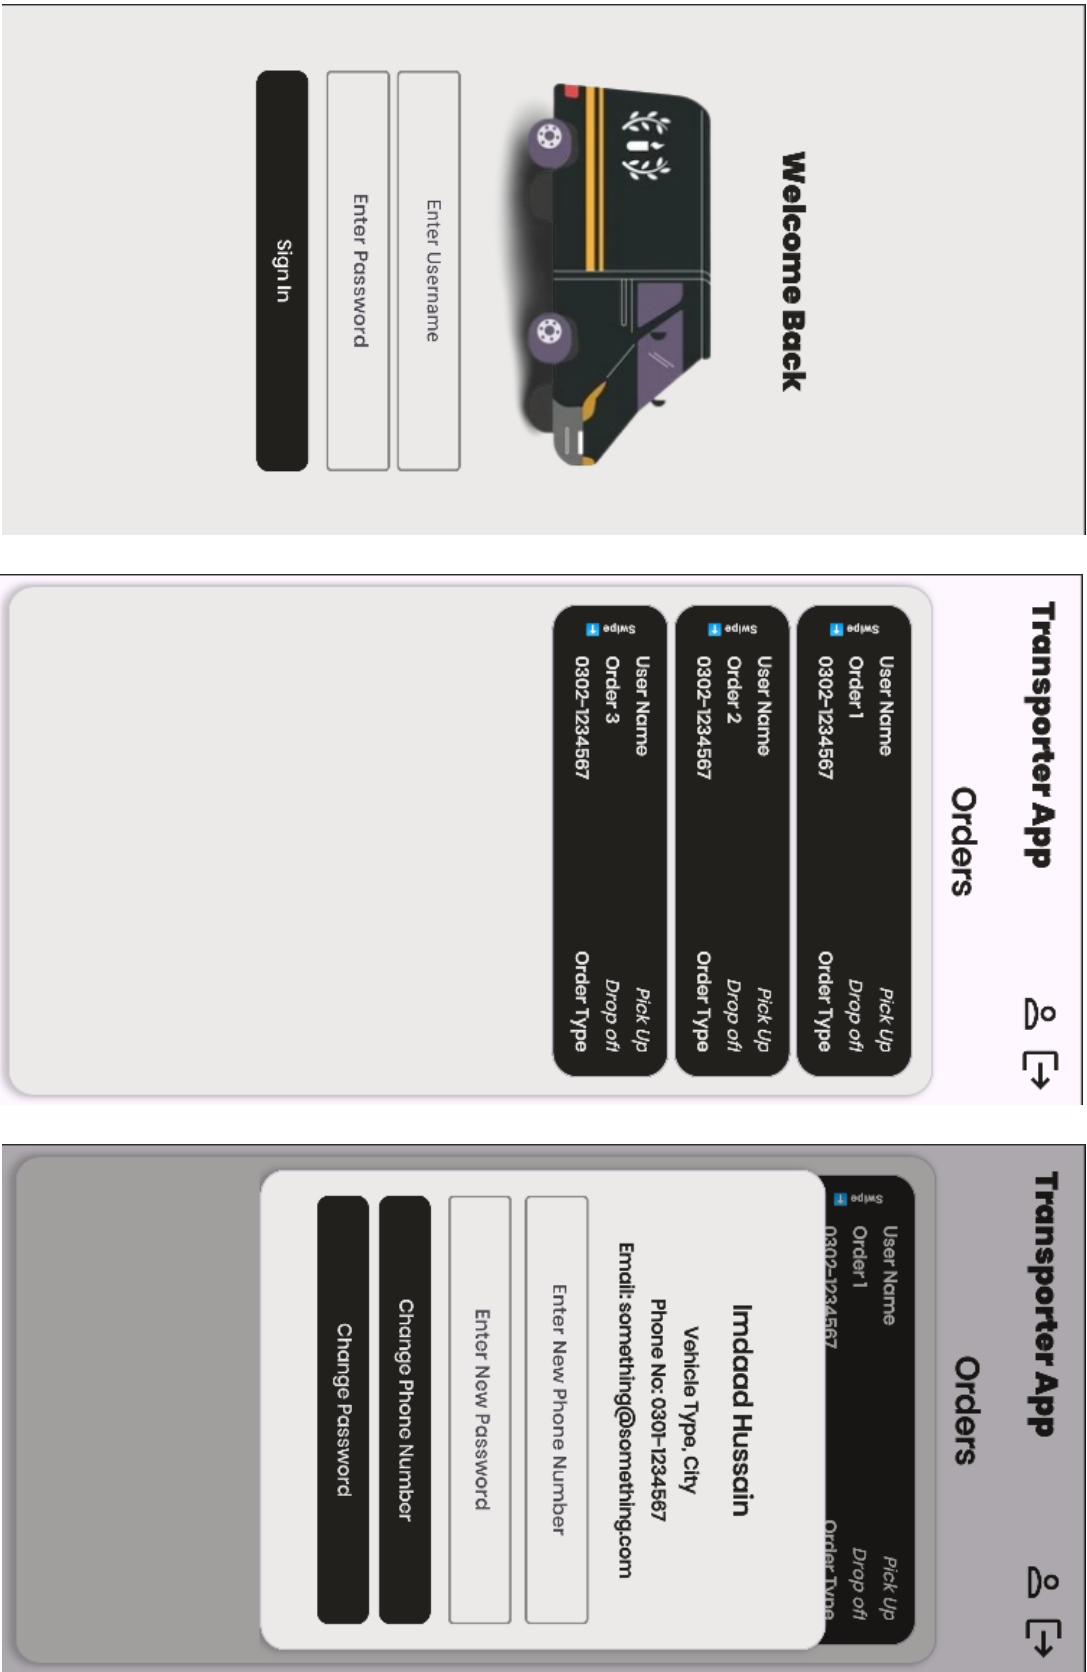 Welcome Back
Enter Username
Enter Password
Sign In
Transporter App
Orders
Swipe
User Name
Order 1
0302-1234567
Pick Up
Drop off
Order Type
Swipe
User Name
Order 2
0302-1234567
Pick Up
Drop off
Order Type
Swipe
User Name
Order 3
0302-1234567
Pick Up
Drop off
Order Type
Transporter App
Orders
Swipe
User Name
Order 1
0302-1234567
Pick Up
Drop off
Order Type
Imdaad Hussain
Vehicle Type, City
Phone No: 0301-1234567
Email: something@something.com
Enter New Phone Number
Enter New Password
Change Phone Number
Change Password